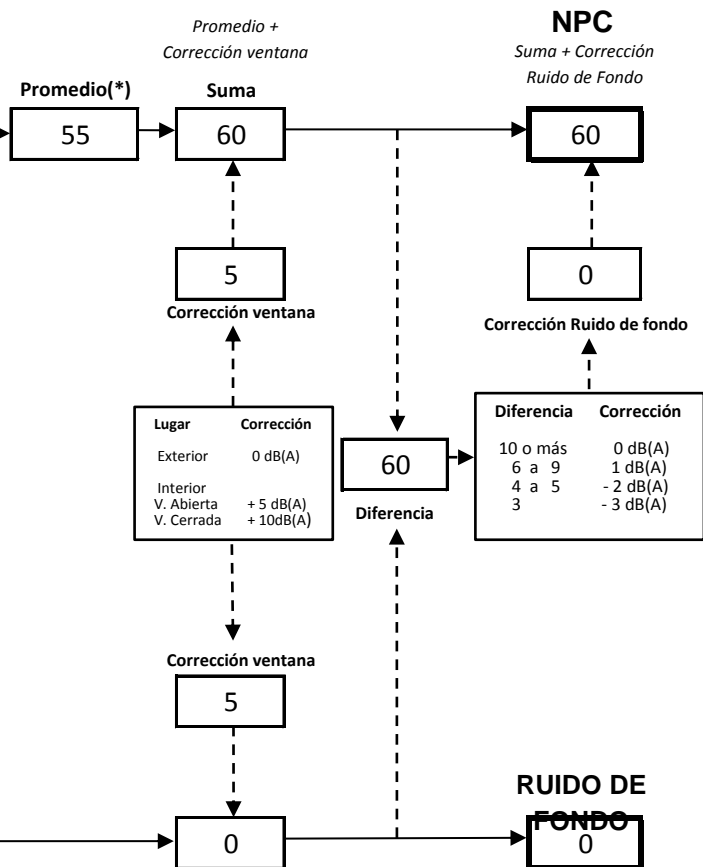 Promedio +
Corrección ventana
NPC
Suma + Corrección
Ruido de Fondo
Promedio(*)
Suma
55
60
60
5
0
Corrección ventana
Corrección Ruido de fondo
Lugar Corrección
Exterior 0 dB(A)
Interior
V. Abierta + 5 dB(A)
V. Cerrada + 10dB(A)
60
Diferencia
Diferencia Corrección
10 o más 0 dB(A)
6 a 9 1 dB(A)
4 a 5 - 2 dB(A)
3 - 3 dB(A)
Corrección ventana
5
RUIDO DE
FONDO
0
0